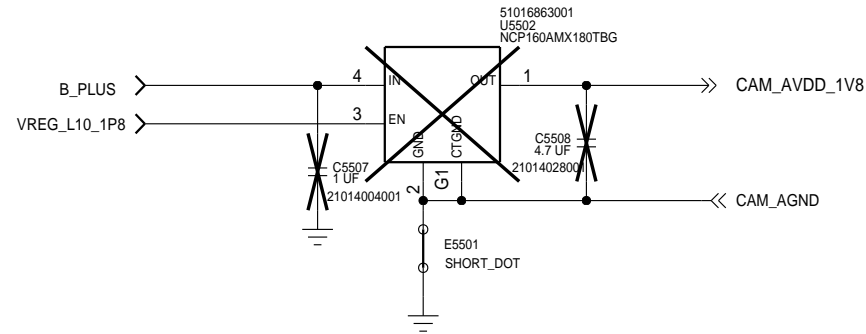 51016863001
U5502
NCP160AMX180TBG
B_PLUS
4
IN
OUT
1
CAM_AVDD_1V8
VREG_L10_1P8
3
EN
GND
CTGND
C5507
1 UF
21014004001
C5508
4.7 UF
21014028001
2
G1
CAM_AGND
E5501
SHORT_DOT